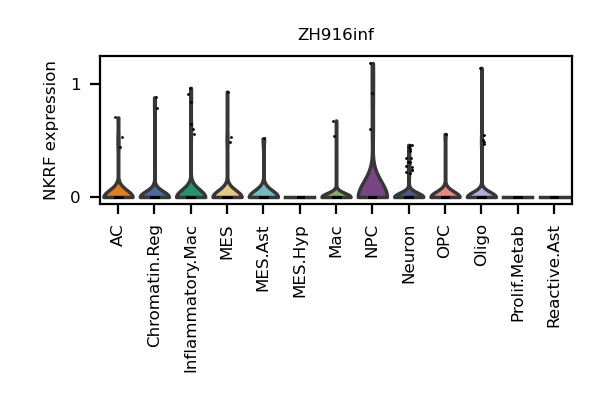 ZH916inf
NKRF expression
1
0
AC
Chromatin.Reg
Inflammatory.Mac
MES
MES.Ast
MES.Hyp
Mac
NPC
Neuron
OPC
Oligo
Prolif.Metab
Reactive.Ast